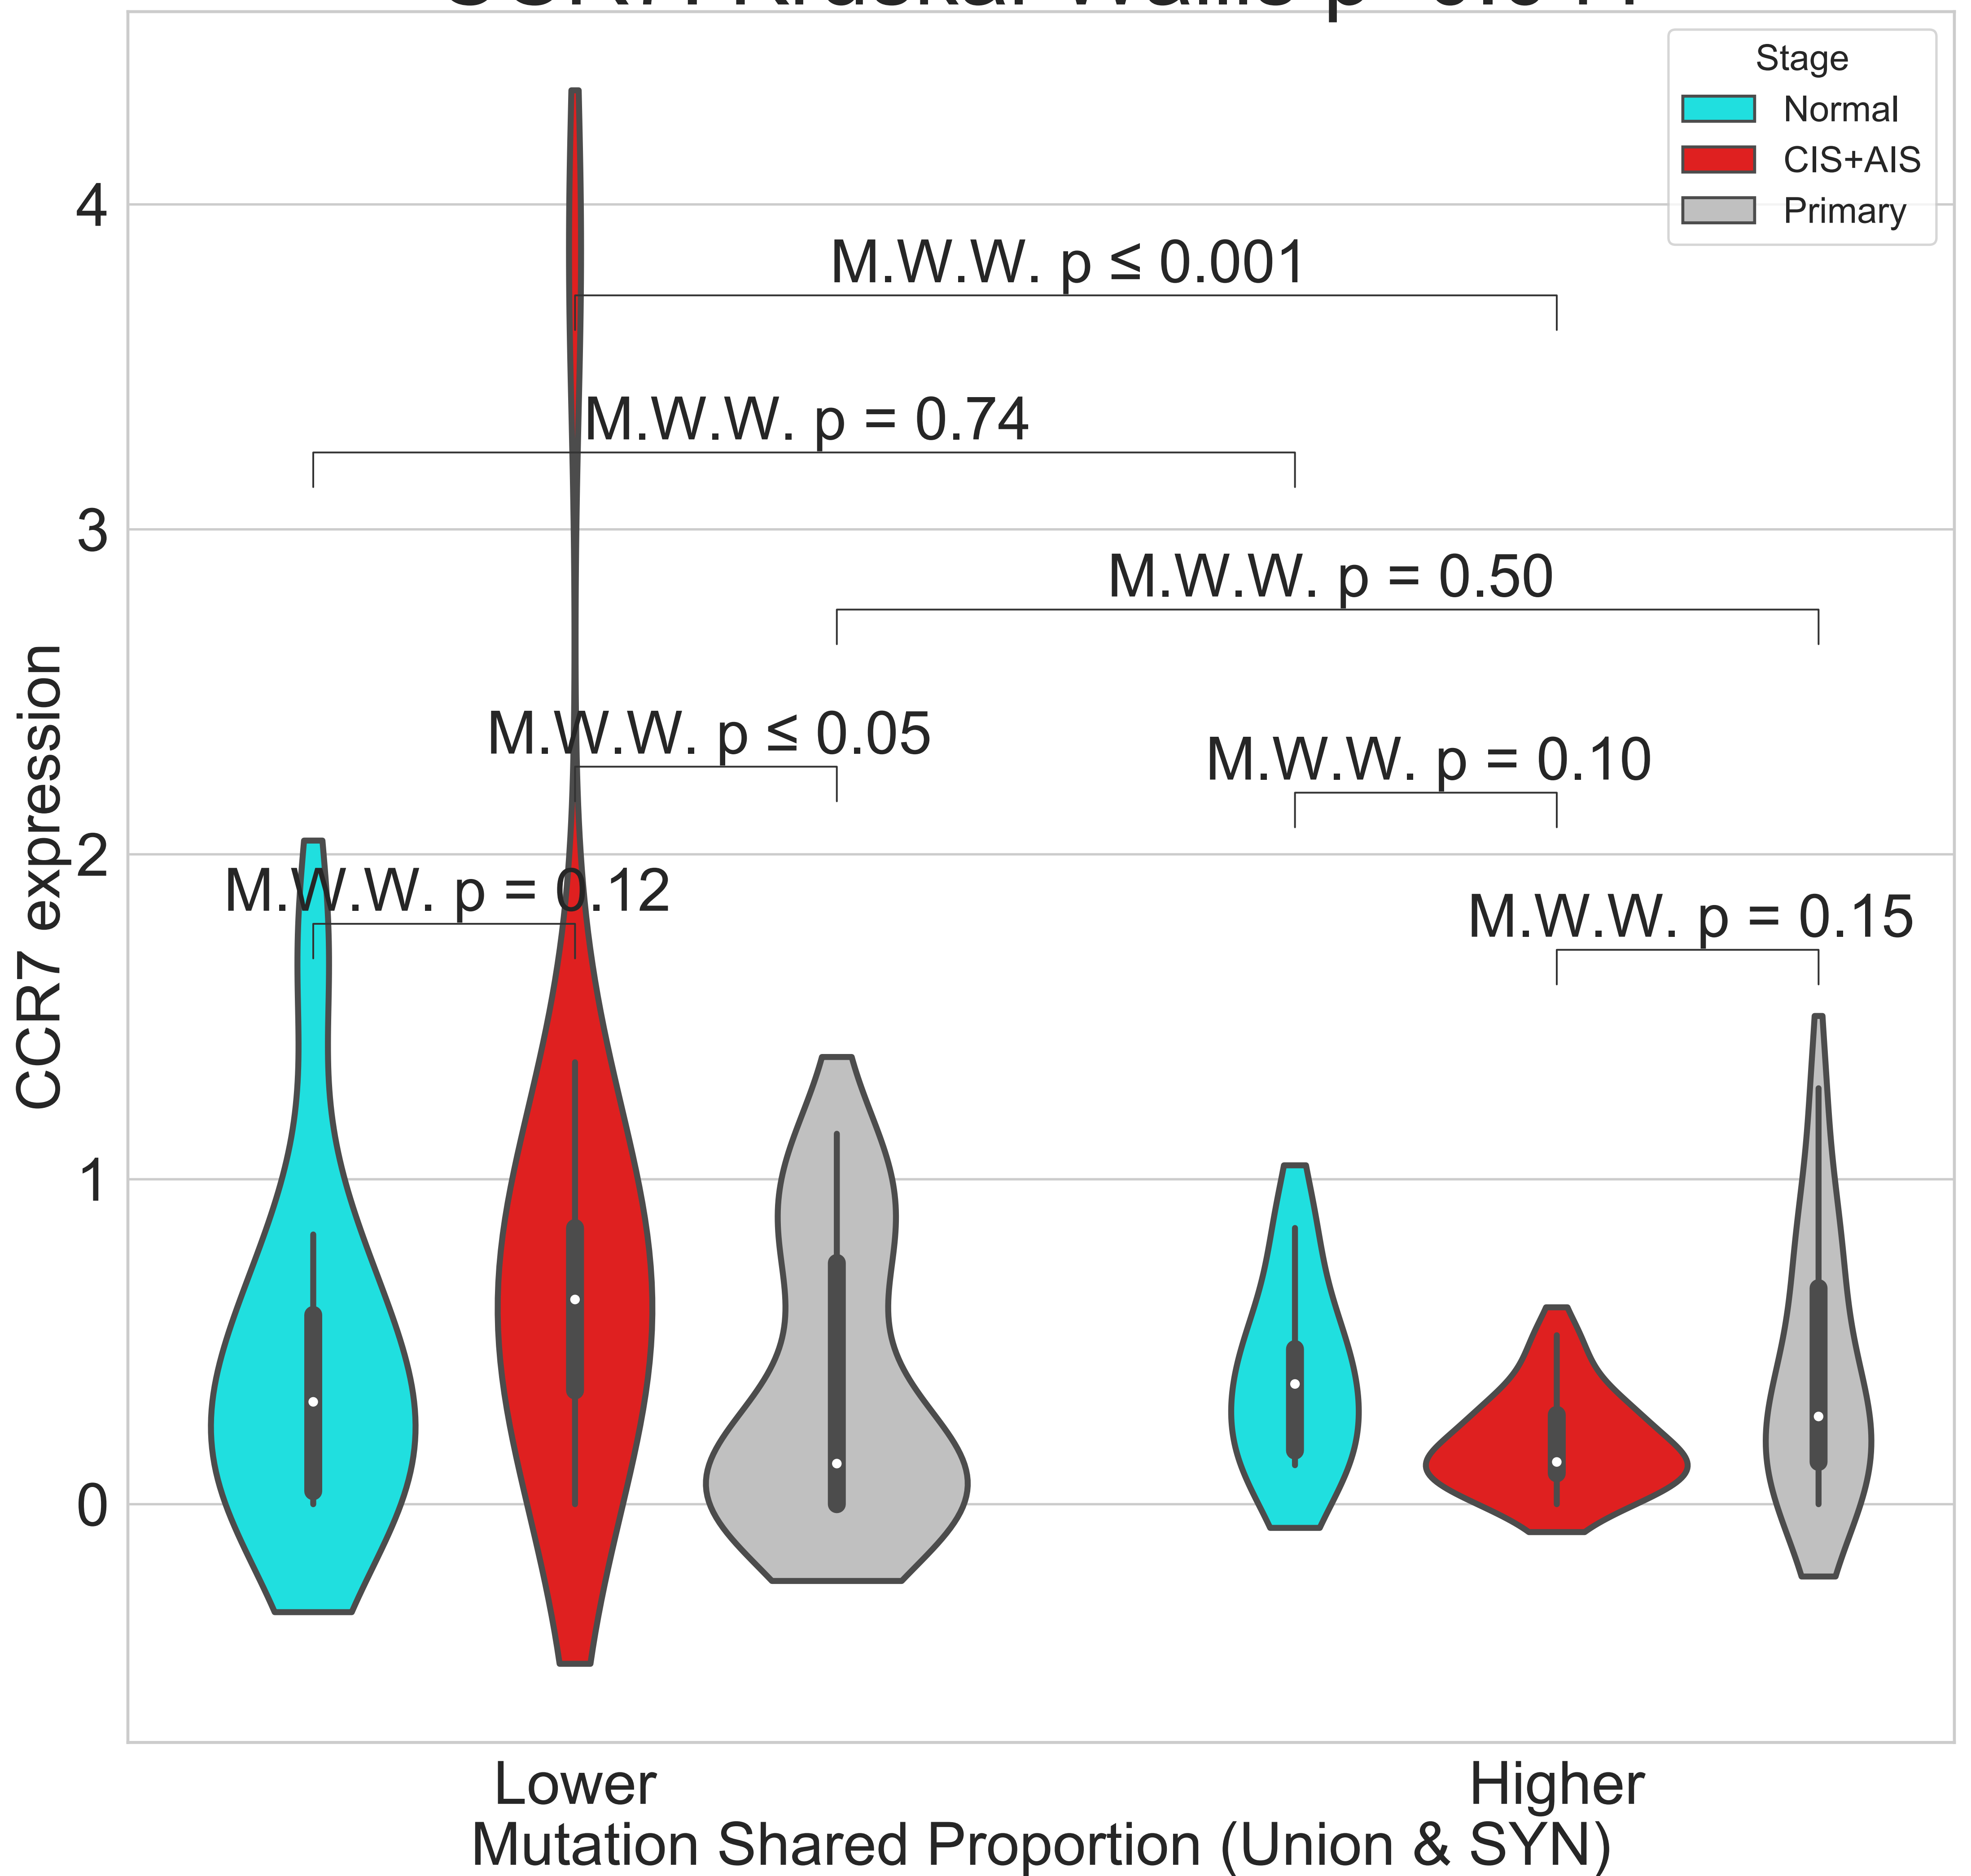 Stage
Normal
CIS+AIS
Primary
4
M.W.W. p ≤ 0.001
M.W.W. p = 0.74
3
M.W.W. p = 0.50
M.W.W. p ≤ 0.05
M.W.W. p = 0.10
2
M.W.W. p = 0.12
M.W.W. p = 0.15
CCR7 expression
1
0
Lower
Higher
Mutation Shared Proportion (Union & SYN)